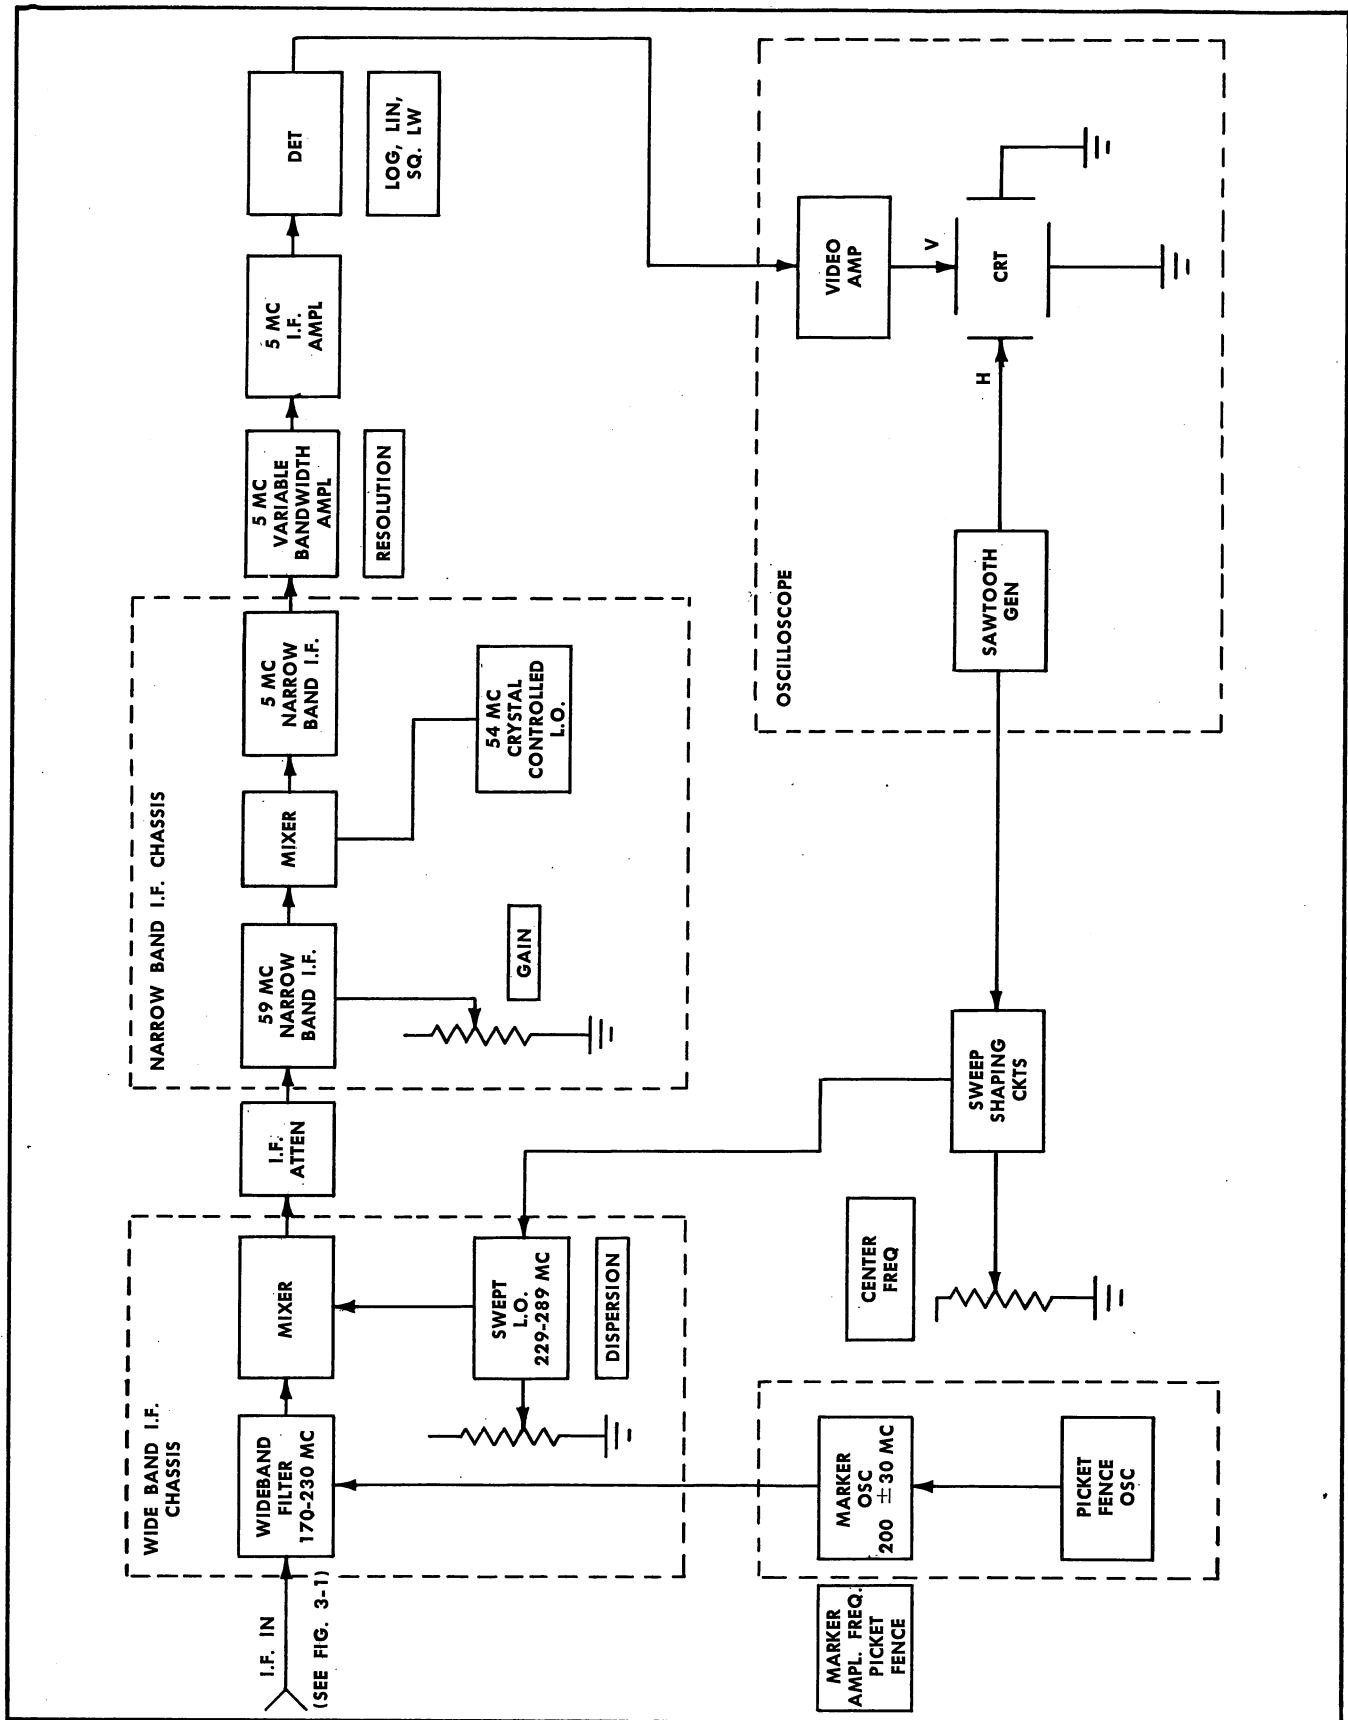 WIDE BAND I.F.
CHASSIS
I.F. IN
(SEE FIG. 3-1)
WIDEBAND
FILTER
170-230 MC
MIXER
SWEPT
L.O.
229-289 MC
DISPERSION
I.F.
ATTEN
NARROW BAND I.F. CHASSIS
59 MC
NARROW
BAND I.F.
GAIN
MIXER
54 MC
CRYSTAL
CONTROLLED
L.O.
5 MC
NARROW
BAND I.F.
5 MC
VARIABLE
BANDWIDTH
AMPL
RESOLUTION
5 MC
I.F.
AMPL
DET
LOG, LIN,
SQ. LW
MARKER
AMPL. FREQ.
PICKET
FENCE
MARKER
OSC
200 ±30 MC
PICKET
FENCE
OSC
CENTER
FREQ
SWEEP
SHAPING
CKTS
OSCILLOSCOPE
SAWTOOTH
GEN
VIDEO
AMP
V
H
CRT